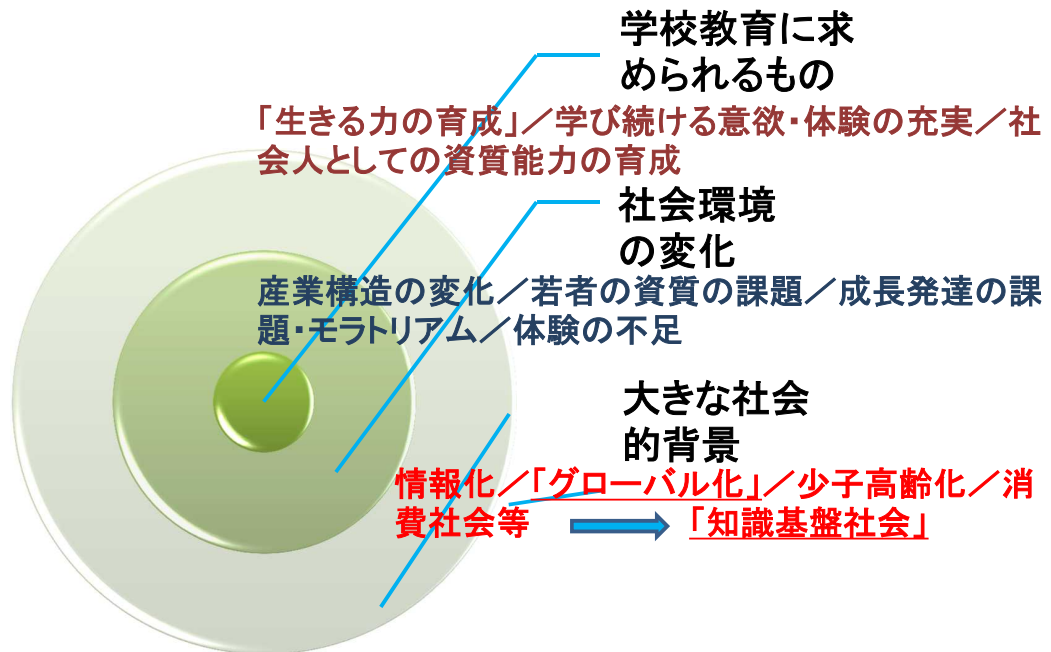 学校教育に求
められるもの
「生きる力の育成」／学び続ける意欲・体験の充実／社
会人としての資質能力の育成
社会環境
の変化
産業構造の変化／若者の資質の課題／成長発達の課
題・モラトリアム／体験の不足
大きな社会
的背景
情報化／「グローバル化」／少子高齢化／消
費社会等
「知識基盤社会」